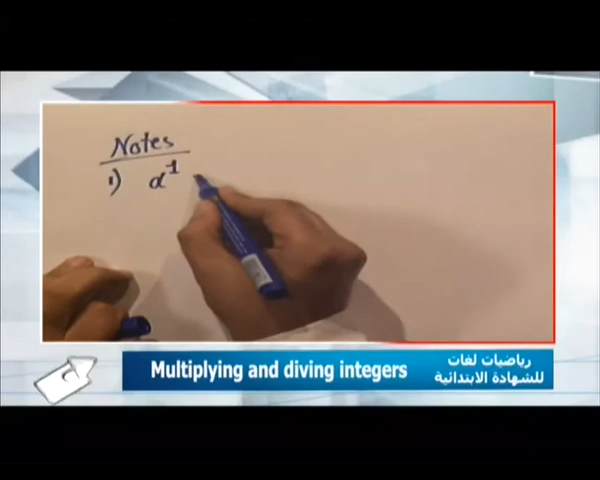 Notes
1) a¹
Multiplying and diving integers
رياضيات لغات
للشهادة الابتدائية